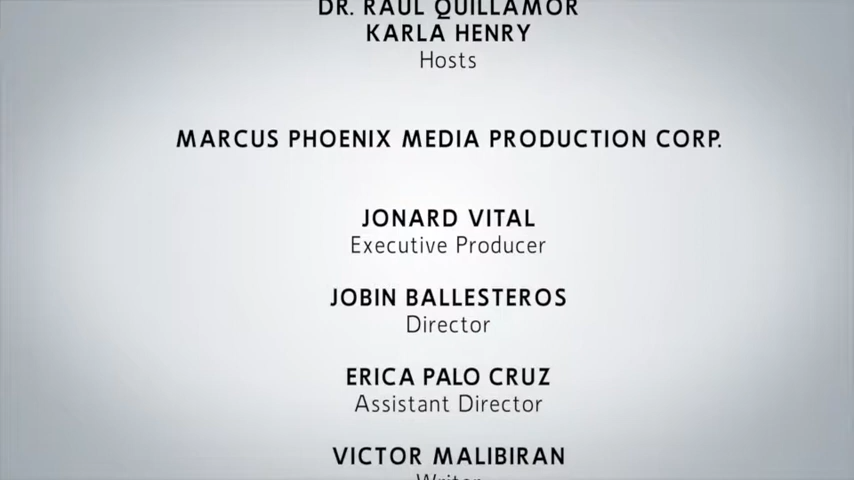 DR. RAUL QUILLAMOR
KARLA HENRY
Hosts
MARCUS PHOENIX MEDIA PRODUCTION CORP.
JONARD VITAL
Executive Producer
JOBIN BALLESTEROS
Director
ERICA PALO CRUZ
Assistant Director
VICTOR MALIBIRAN
Writer